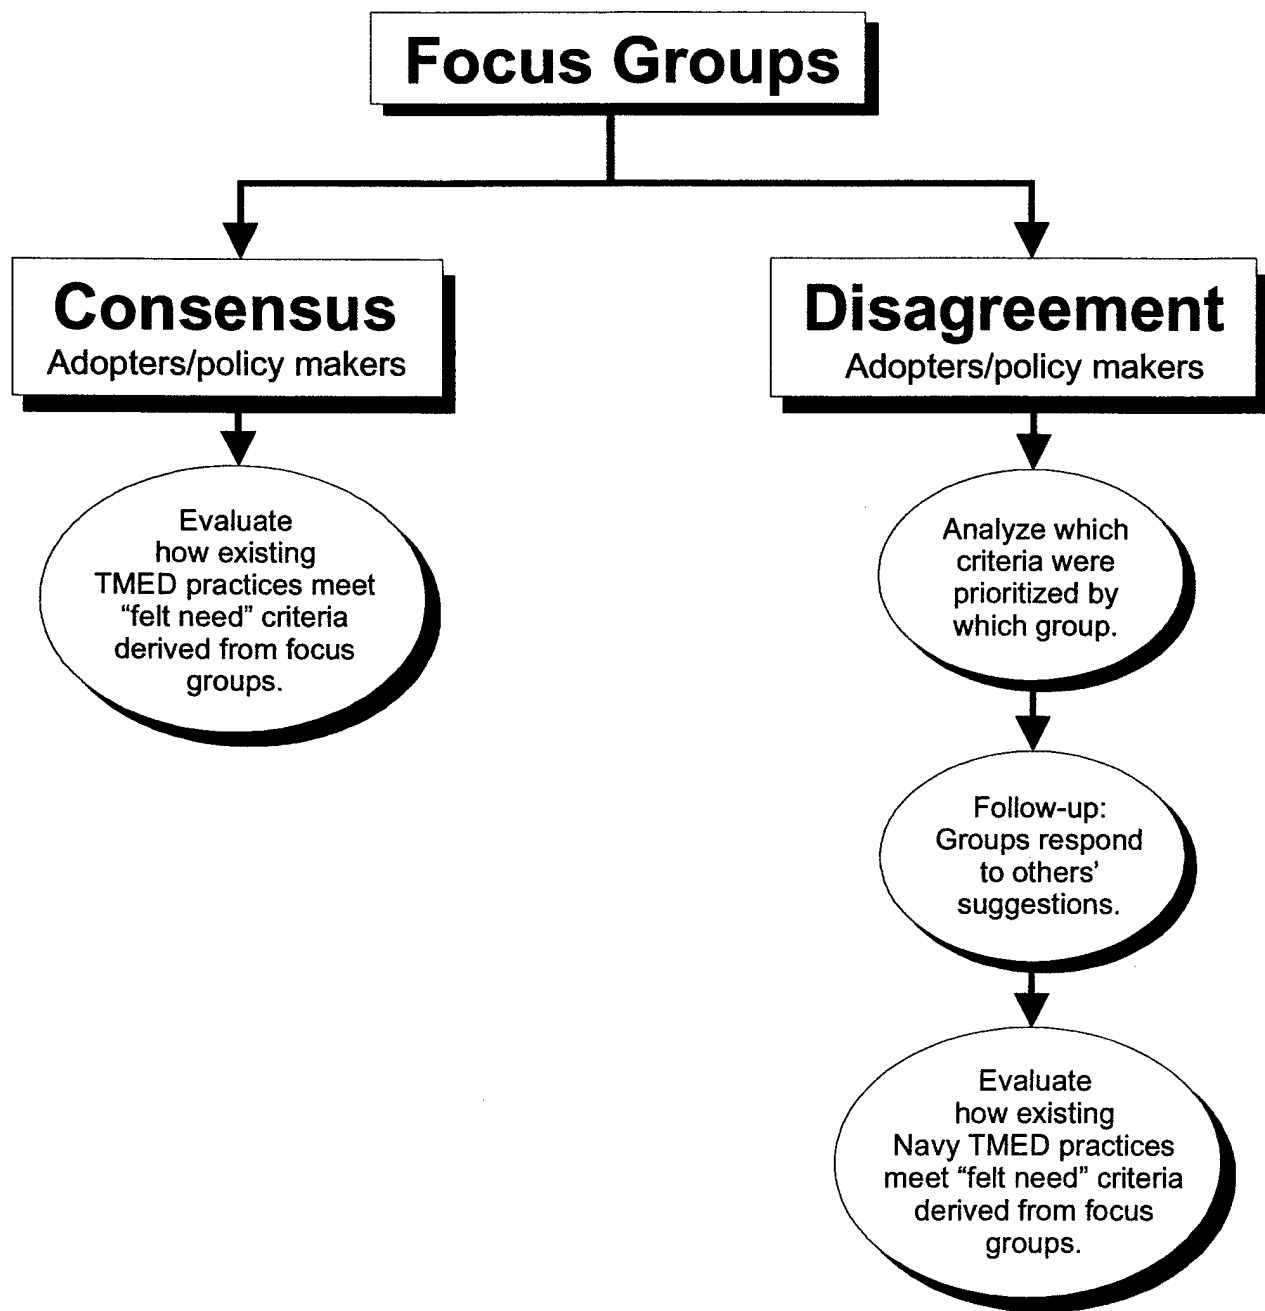 Focus Groups
Consensus
Adopters/policy makers
Evaluate
how existing
TMED practices meet
“felt need” criteria
derived from focus
groups.
Disagreement
Adopters/policy makers
Analyze which
criteria were
prioritized by
which group.
Follow-up:
Groups respond
to others’
suggestions.
Evaluate
how existing
Navy TMED practices
meet “felt need” criteria
derived from focus
groups.